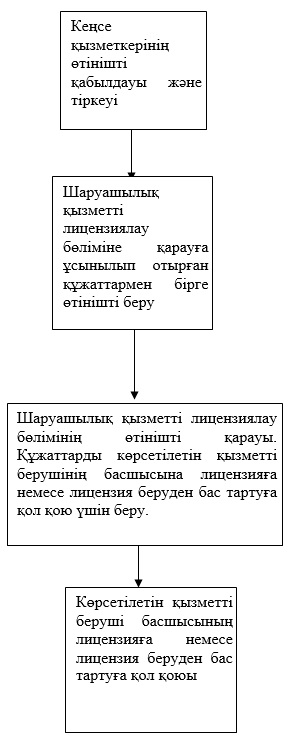 Кеңсе
қызметкерінің
өтінішті
қабылдауы және
тіркеуі
Шаруашылық
қызметті
лицензиялау
бөліміне қарауға
ұсынылып отырған
құжаттармен бірге
өтінішті беру
Шаруашылық қызметті лицензиялау
бөлімінің өтінішті қарауы.
Құжаттарды көрсетілетін қызметті
берушінің басшысына лицензияға
немесе лицензия беруден бас тартуға
қол қою үшін беру.
Көрсетілетін қызметті
беруші басшысының
лицензияға немесе
лицензия беруден бас
тартуға қол қоюы